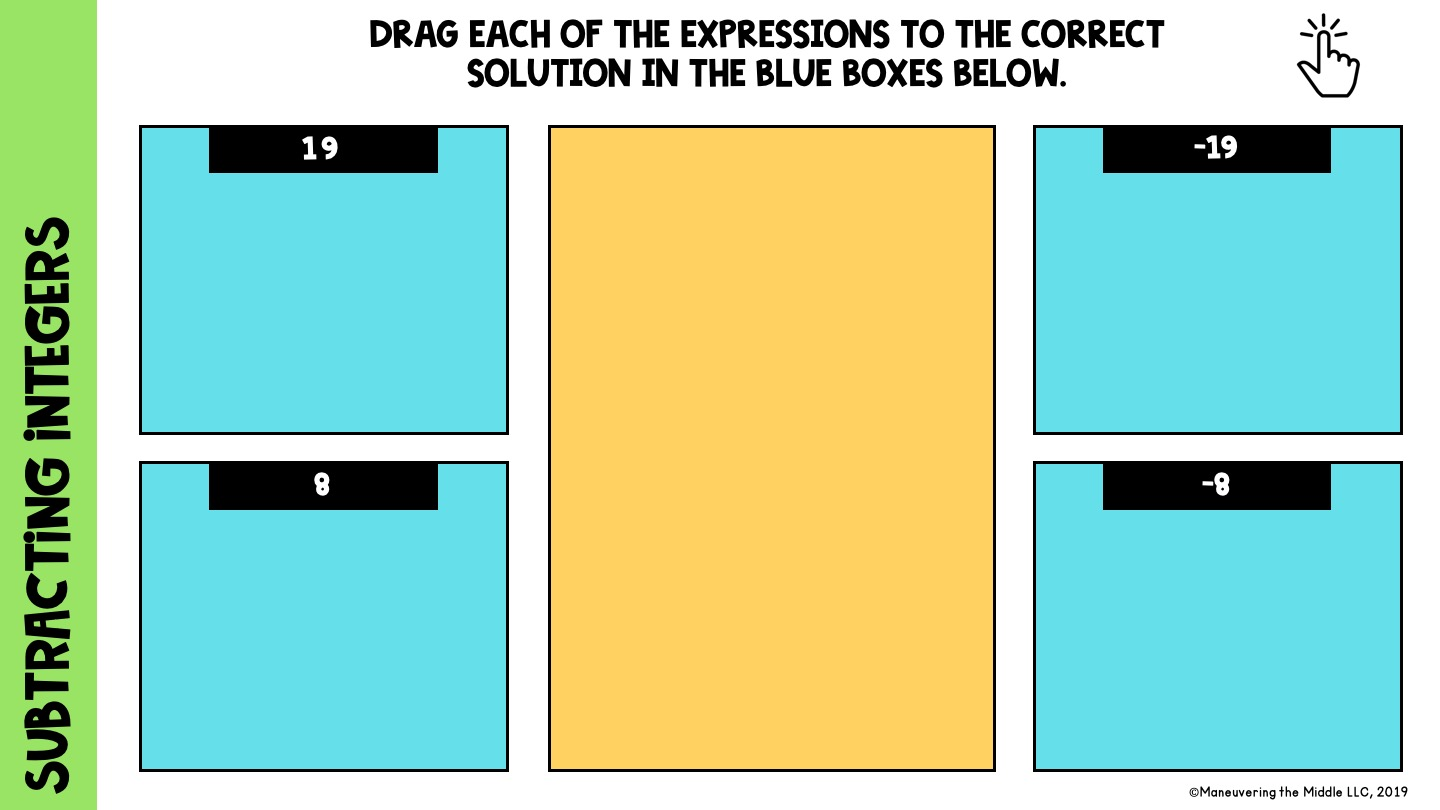 DRAG EACH OF THE EXPRESSIONS TO THE CORRECT
SOLUTION IN THE BLUE BOXES BELOW.
SUBTRACTING INTEGERS
19
-19
8
-8
©Maneuvering the Middle LLC, 2019